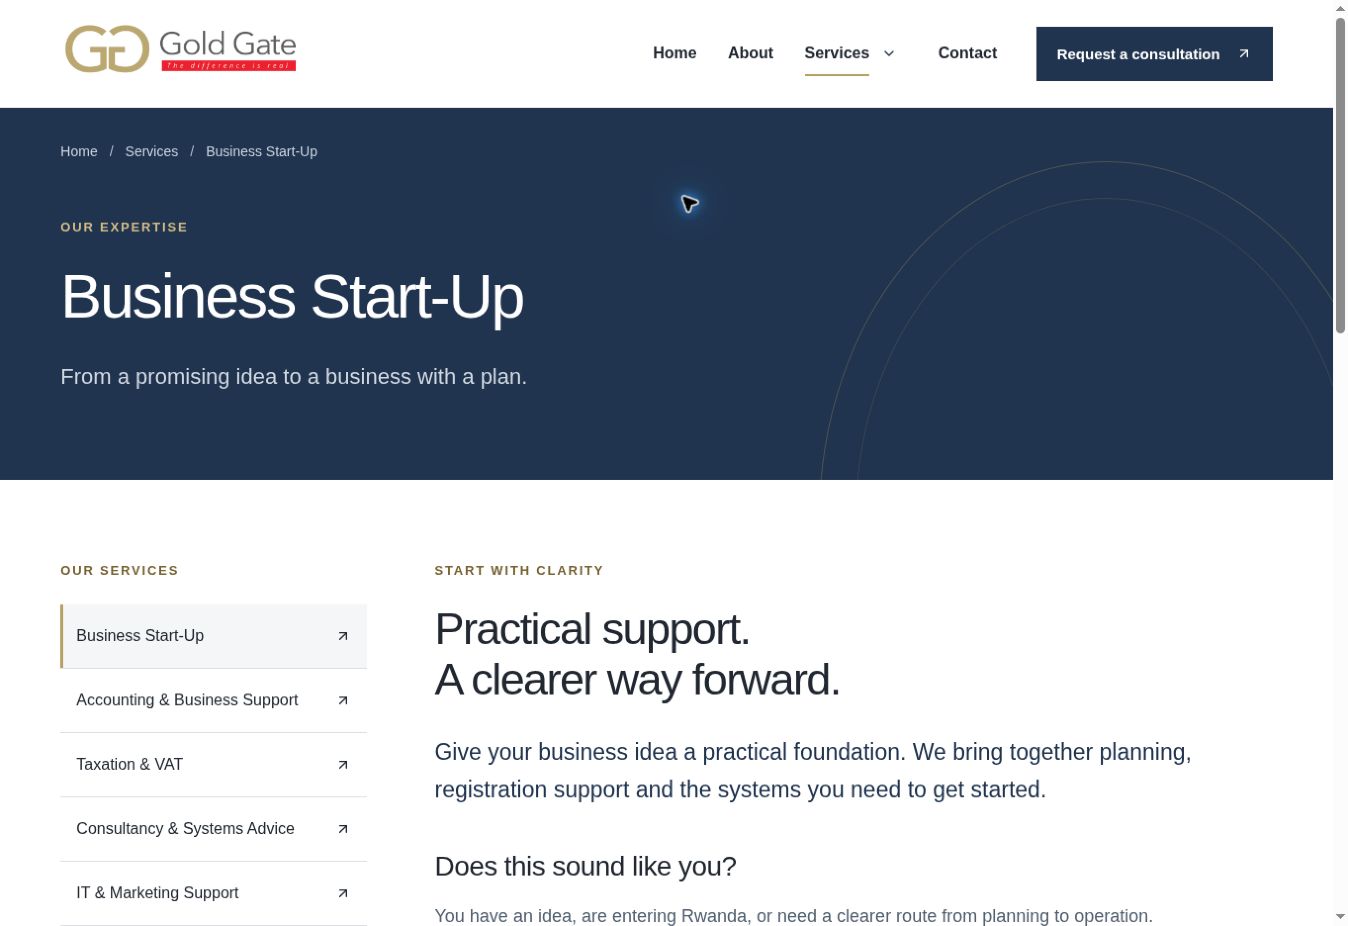 Gold Gate
The difference is real
Home
About
Services
Contact
Request a consultation
Home / Services / Business Start-Up
OUR EXPERTISE
Business Start-Up
From a promising idea to a business with a plan.
OUR SERVICES
Business Start-Up
Accounting & Business Support
Taxation & VAT
Consultancy & Systems Advice
IT & Marketing Support
START WITH CLARITY
Practical support.
A clearer way forward.
Give your business idea a practical foundation. We bring together planning,
registration support and the systems you need to get started.
Does this sound like you?
You have an idea, are entering Rwanda, or need a clearer route from planning to operation.